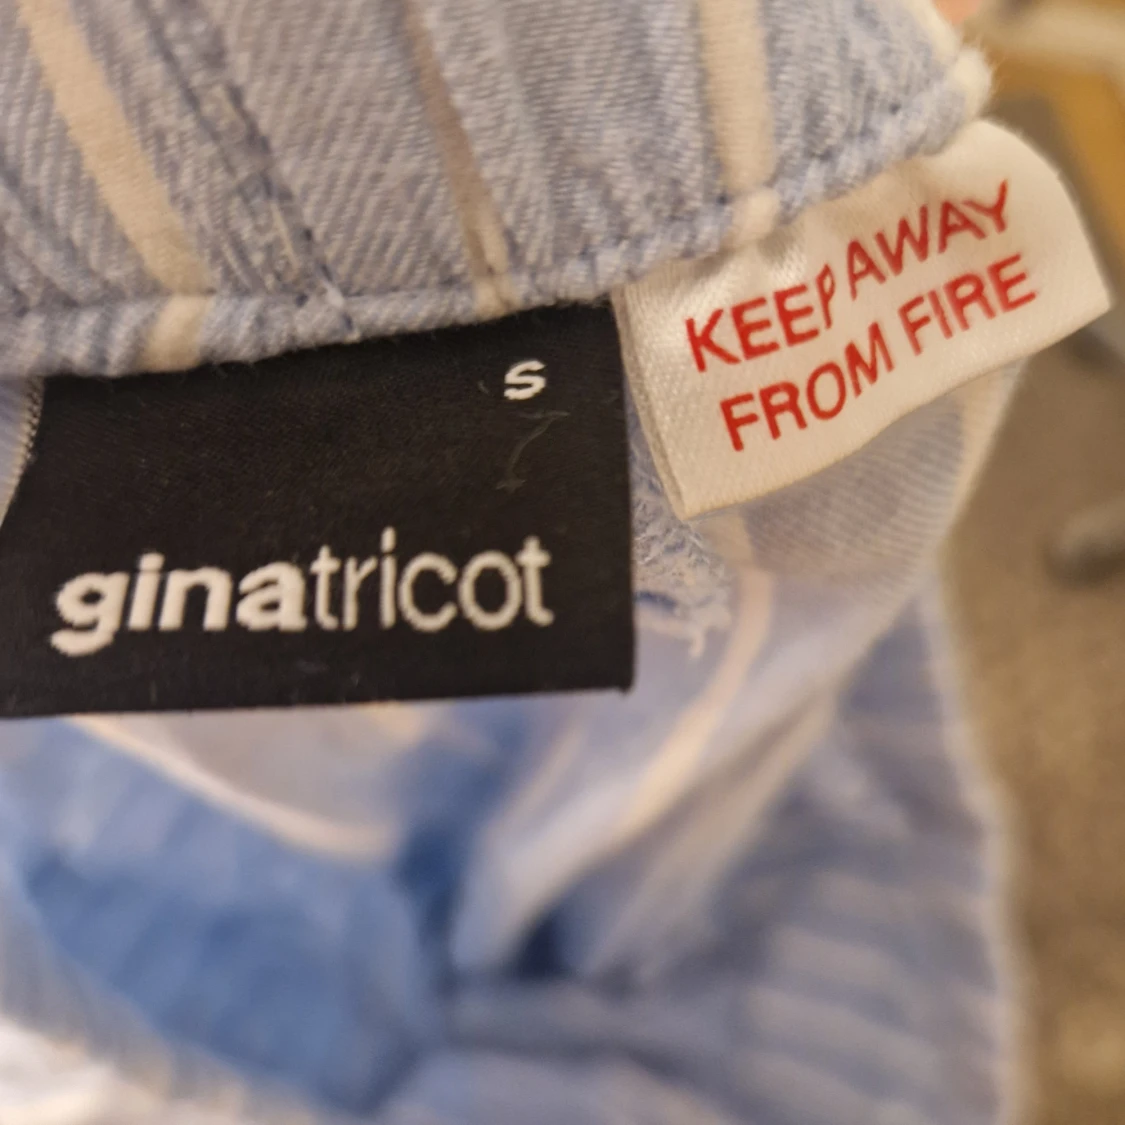 S
ginatricot
KEEP AWAY
FROM FIRE